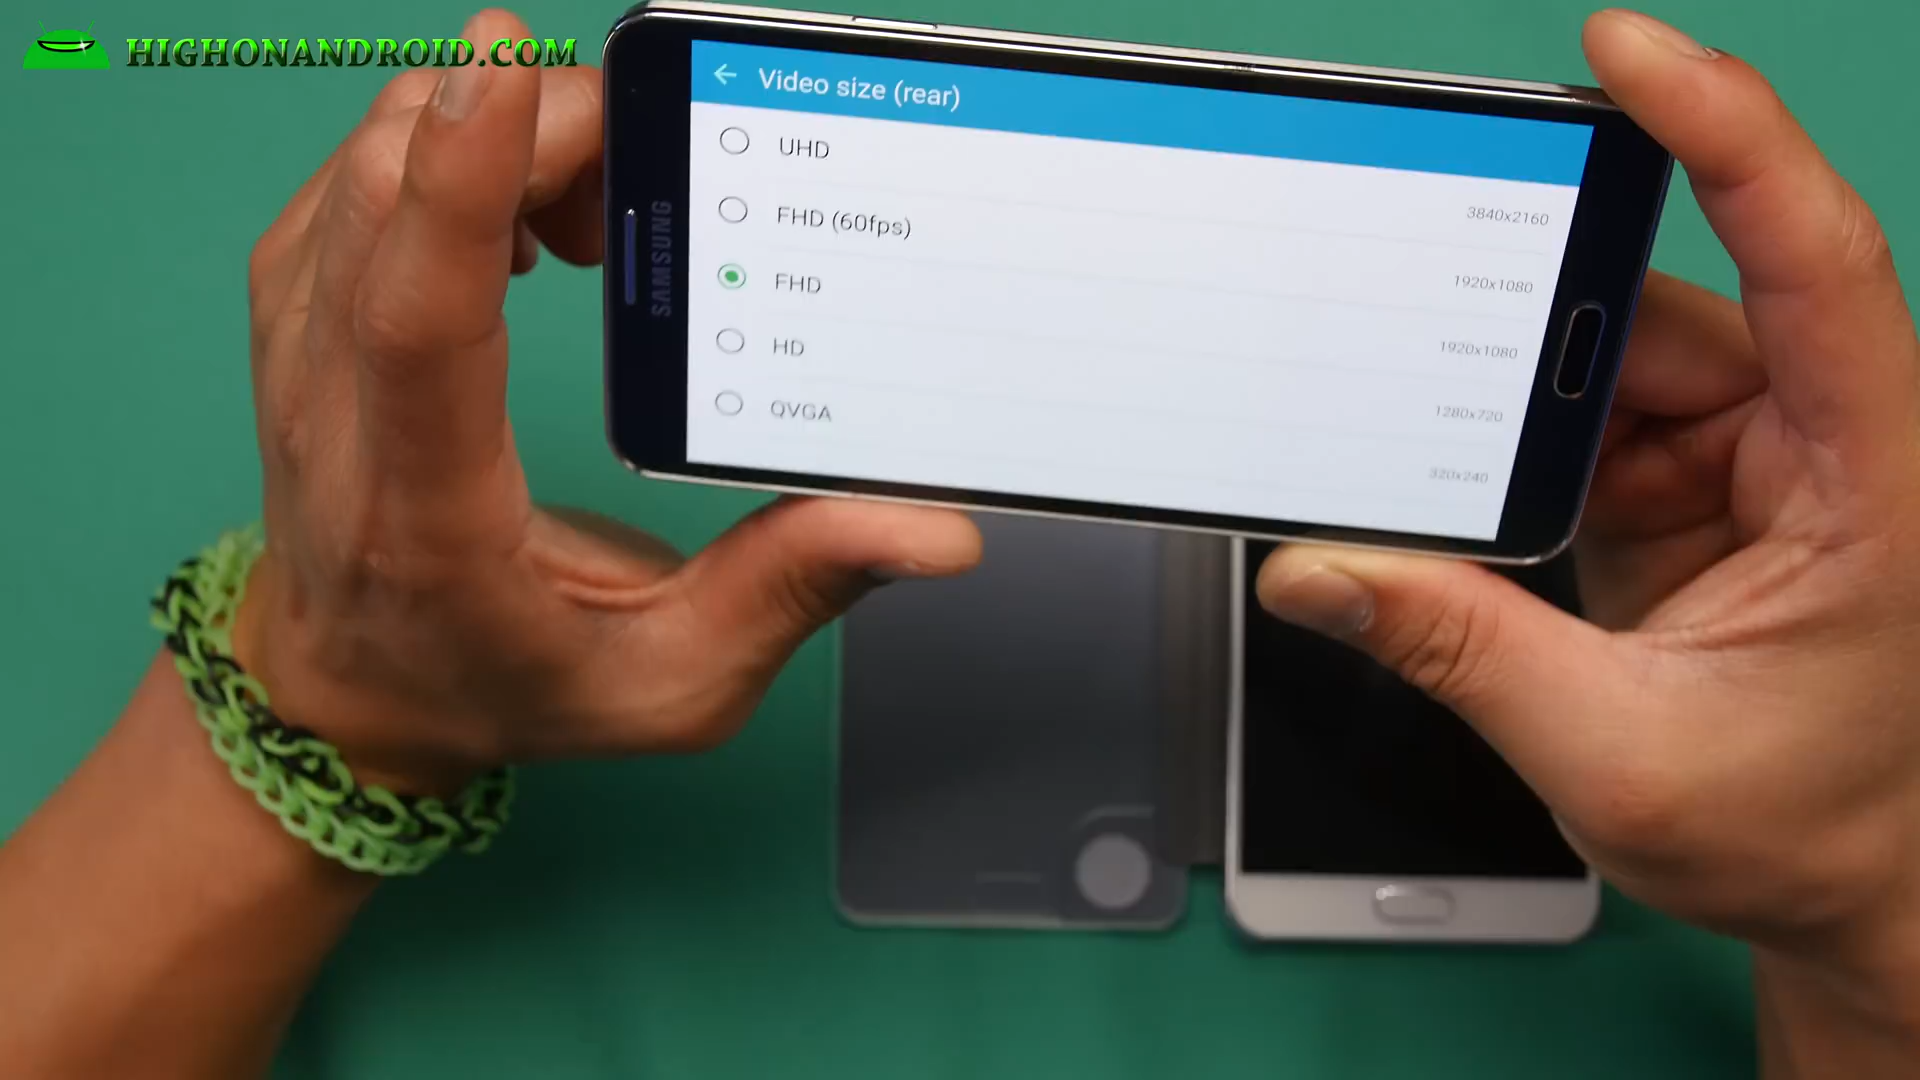 HIGHONANDROID.COM
SAMSUNG
Video size (rear)
UHD
3840x2160
FHD (60fps)
1920x1080
FHD
1920x1080
HD
1280x720
QVGA
320x240